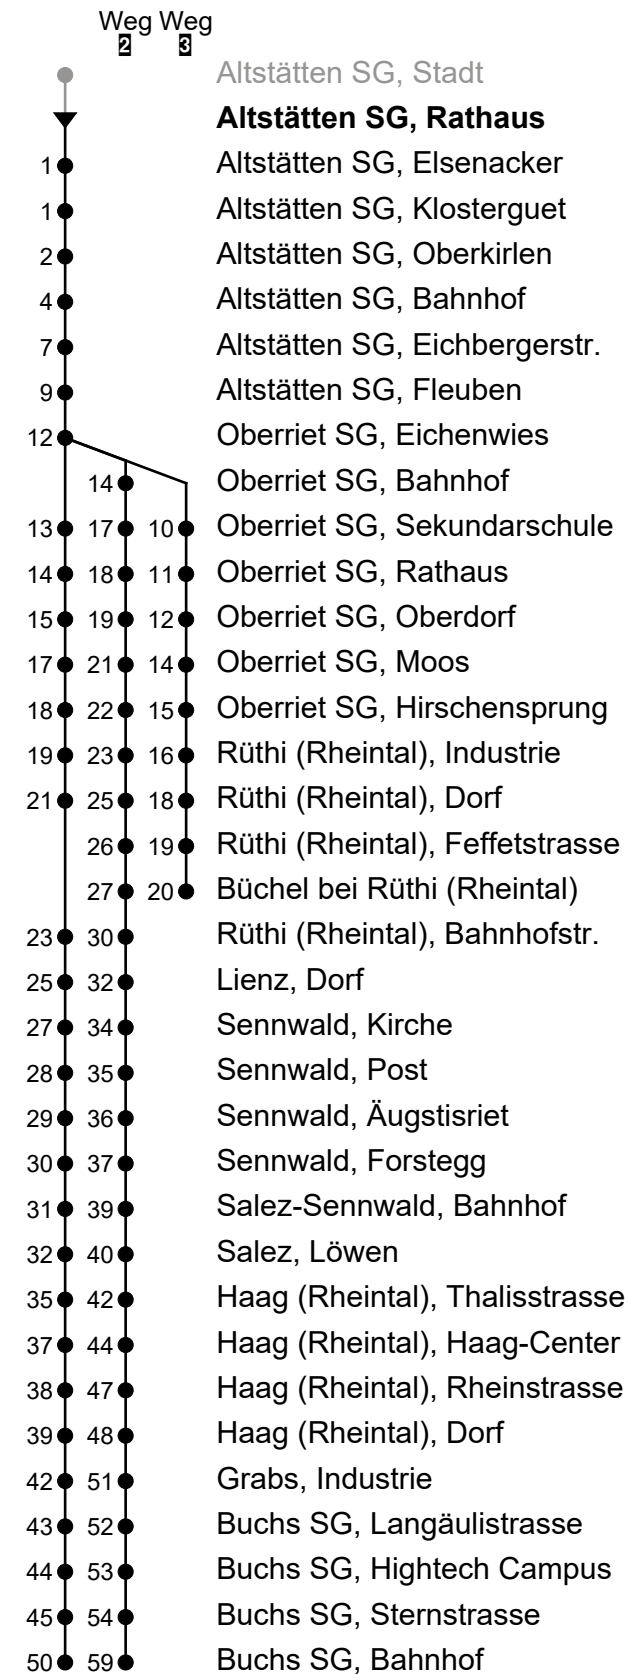 Weg Weg
2 3
Altstätten SG, Stadt
Altstätten SG, Rathaus
1 Altstätten SG, Elsenacker
1 Altstätten SG, Klosterguet
2 Altstätten SG, Oberkirlen
4 Altstätten SG, Bahnhof
7 Altstätten SG, Eichbergerstr.
9 Altstätten SG, Fleuben
12 Oberriet SG, Eichenwies
14 Oberriet SG, Bahnhof
13 17 10 Oberriet SG, Sekundarschule
14 18 11 Oberriet SG, Rathaus
15 19 12 Oberriet SG, Oberdorf
17 21 14 Oberriet SG, Moos
18 22 15 Oberriet SG, Hirschensprung
19 23 16 Rüthi (Rheintal), Industrie
21 25 18 Rüthi (Rheintal), Dorf
26 19 Rüthi (Rheintal), Feffetstrasse
27 20 Büchel bei Rüthi (Rheintal)
23 30 Rüthi (Rheintal), Bahnhofstr.
25 32 Lienz, Dorf
27 34 Sennwald, Kirche
28 35 Sennwald, Post
29 36 Sennwald, Äugstisriet
30 37 Sennwald, Forstegg
31 39 Salez-Sennwald, Bahnhof
32 40 Salez, Löwen
35 42 Haag (Rheintal), Thalisstrasse
37 44 Haag (Rheintal), Haag-Center
38 47 Haag (Rheintal), Rheinstrasse
39 48 Haag (Rheintal), Dorf
42 51 Grabs, Industrie
43 52 Buchs SG, Langäulistrasse
44 53 Buchs SG, Hightech Campus
45 54 Buchs SG, Sternstrasse
50 59 Buchs SG, Bahnhof